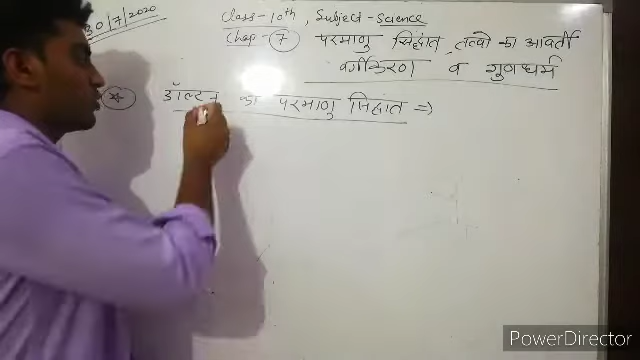 30/7/2020
Class-10th, Subject-Science
Chap-7 परमाणु सिद्धांत, तत्वो का आवर्ती
वर्गीकरण व गुणधर्म
डॉल्टन का परमाणु सिद्धांत =>
PowerDirector